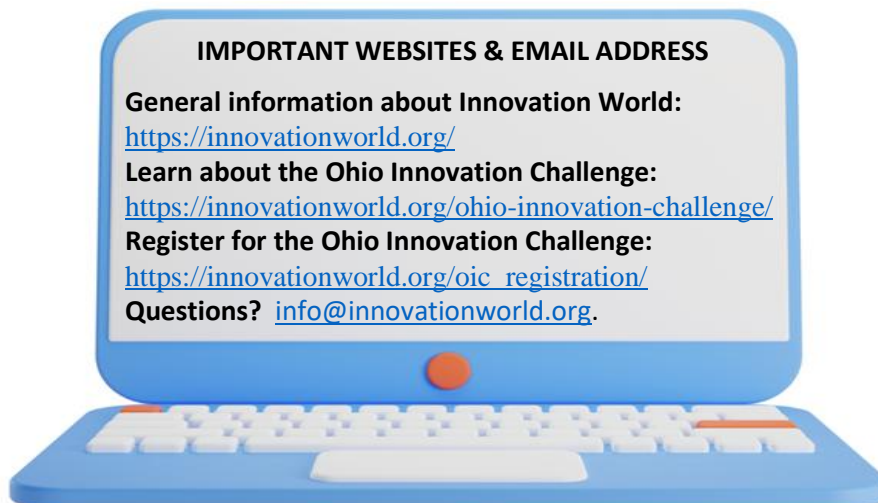 IMPORTANT WEBSITES & EMAIL ADDRESS
General information about Innovation World:
https://innovationworld.org/
Learn about the Ohio Innovation Challenge:
https://innovationworld.org/ohio-innovation-challenge/
Register for the Ohio Innovation Challenge:
https://innovationworld.org/oic_registration/
Questions? info@innovationworld.org.